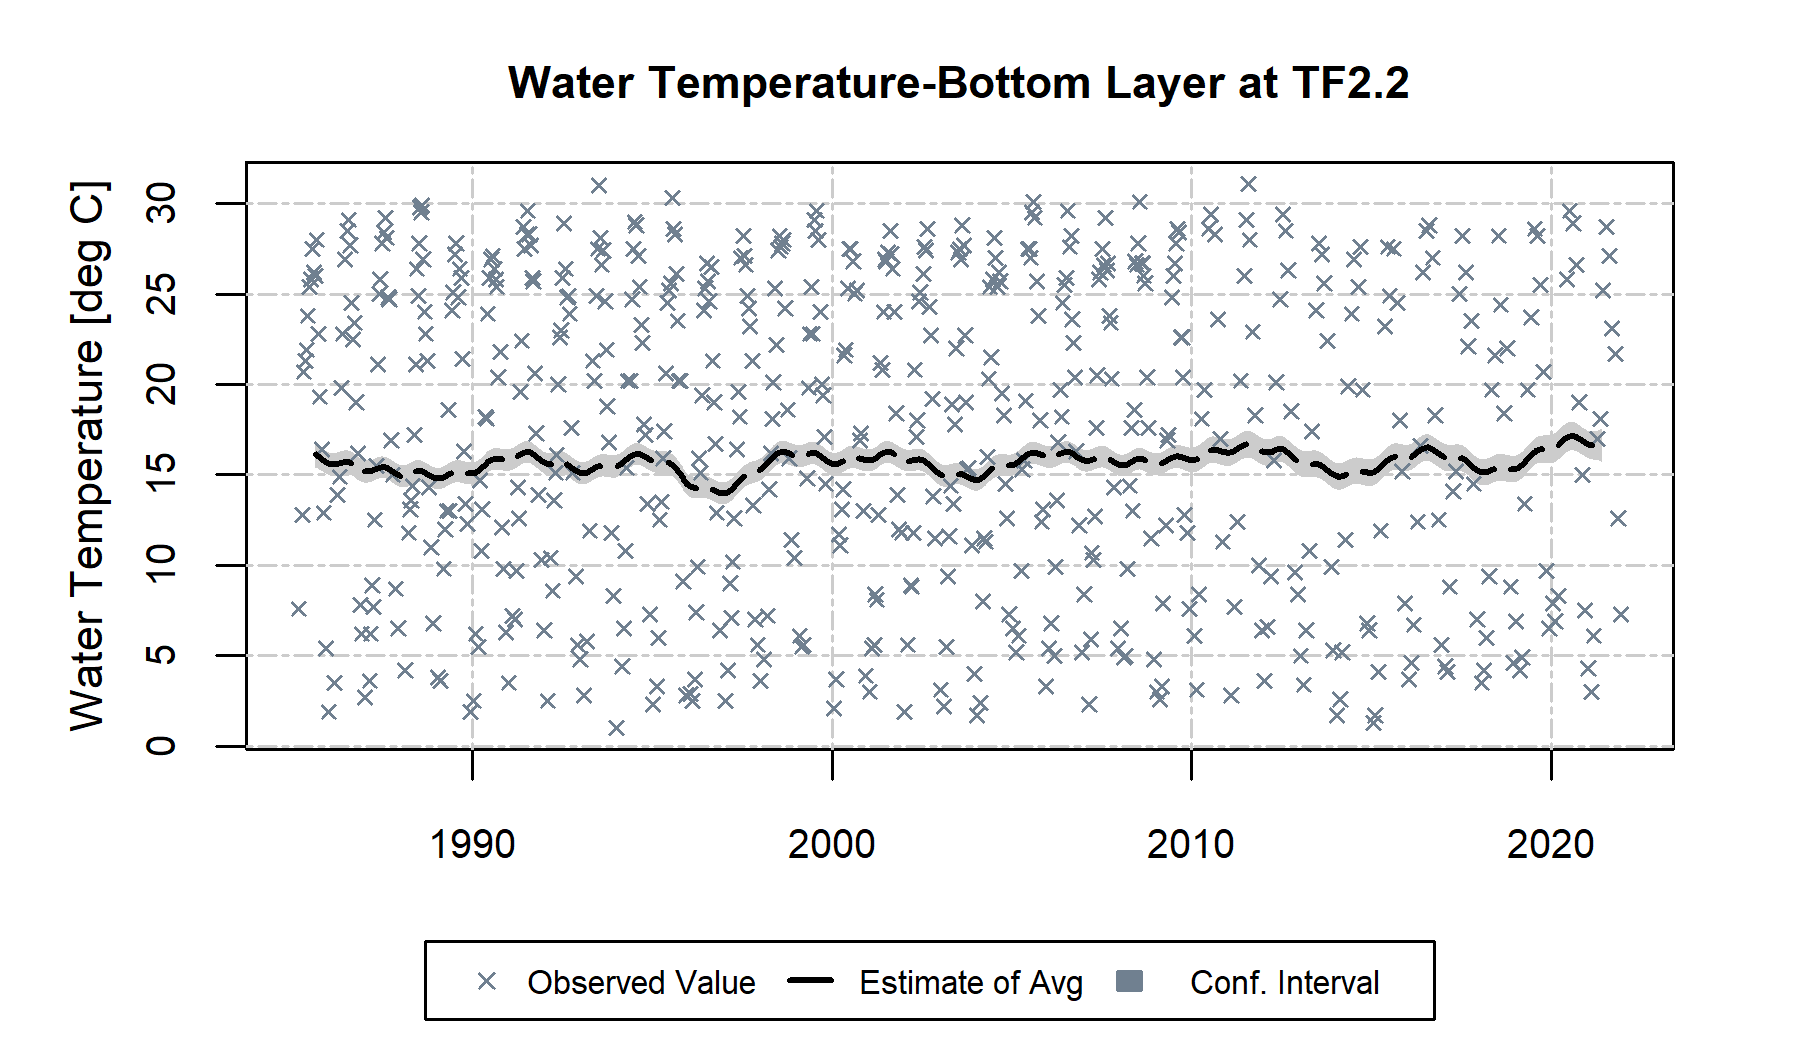 Water Temperature-Bottom Layer at TF2.2
Water Temperature [deg C]
30
25
20
15
10
5
0
1990 2000 2010 2020
Observed Value Estimate of Avg Conf. Interval